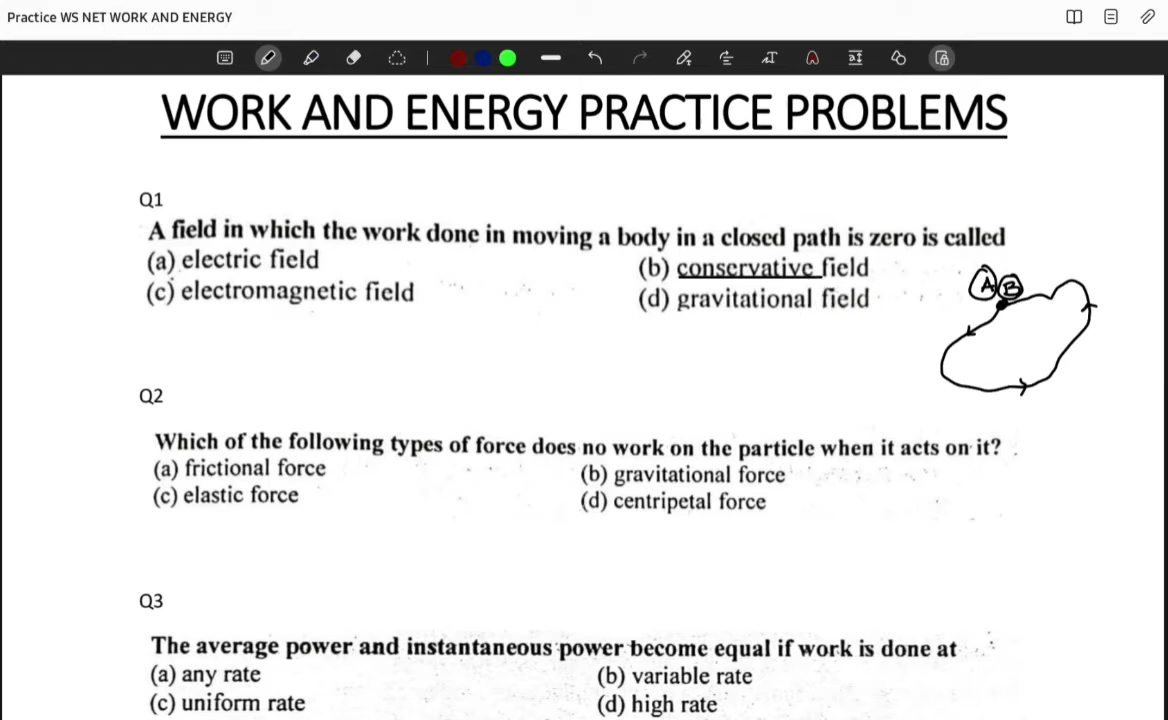 Practice WS NET WORK AND ENERGY
WORK AND ENERGY PRACTICE PROBLEMS
Q1
A field in which the work done in moving a body in a closed path is zero is called
(a) electric field
(b) conservative field
(c) electromagnetic field
(d) gravitational field
A B
Q2
Which of the following types of force does no work on the particle when it acts on it?
(a) frictional force
(b) gravitational force
(c) elastic force
(d) centripetal force
Q3
The average power and instantaneous power become equal if work is done at
(a) any rate
(b) variable rate
(c) uniform rate
(d) high rate